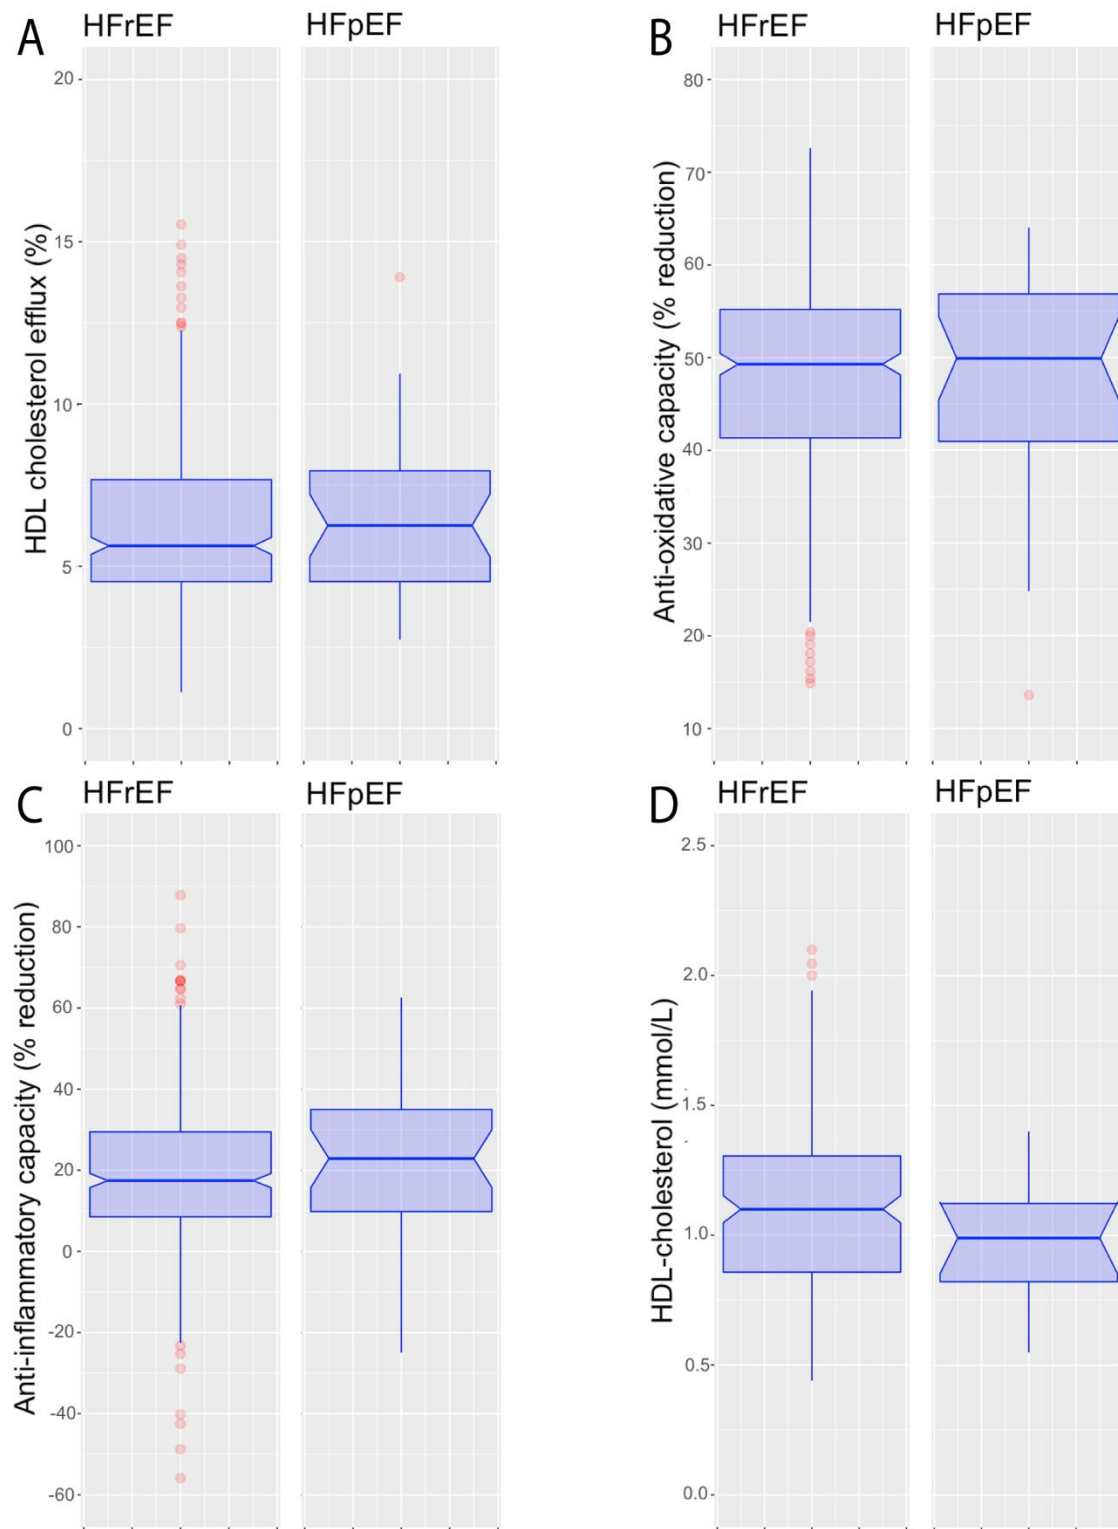 A
HFrEF
HFpEF
HDL cholesterol efflux (%)
20
15
10
5
0
B
HFrEF
HFpEF
Anti-oxidative capacity (% reduction)
80
70
60
50
40
30
20
10
C
HFrEF
HFpEF
Anti-inflammatory capacity (% reduction)
100
80
60
40
20
0
-20
-40
-60
D
HFrEF
HFpEF
HDL-cholesterol (mmol/L)
2.5
2.0
1.5
1.0
0.5
0.0